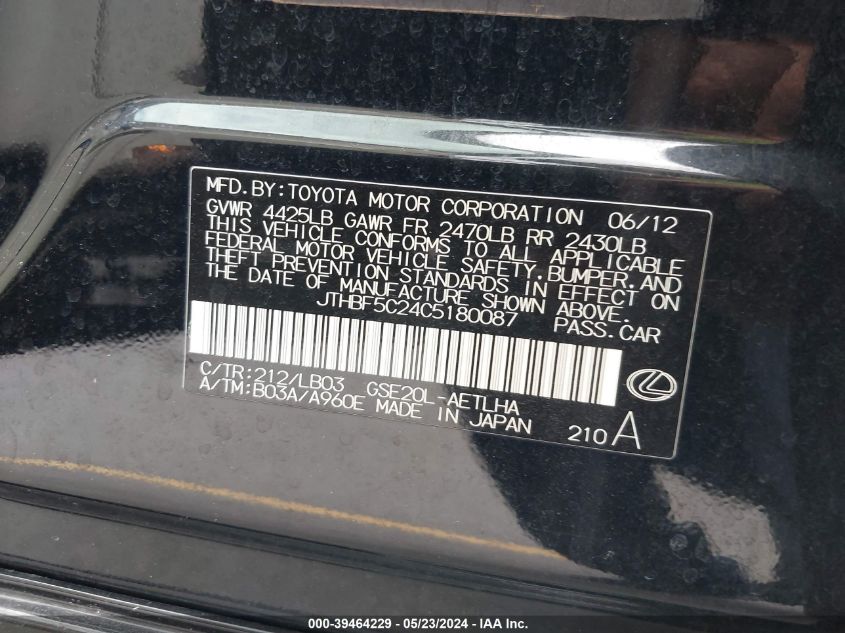 MFD.BY:TOYOTA MOTOR CORPORATION 06/12
GVWR 4425LB GAWR FR 2470LB RR 2430LB
THIS VEHICLE CONFORMS TO ALL APPLICABLE
FEDERAL MOTOR VEHICLE SAFETY,BUMPER,AND
THEFT PREVENTION STANDARDS IN EFFECT ON
THE DATE OF MANUFACTURE SHOWN ABOVE.
JTHBF5C24C5180087 PASS.CAR
C/TR:212/LB03 GSE20L-AETLHA
A/TM:B03A/A960E MADE IN JAPAN
210 A
000-39464229 - 05/23/2024 - IAA Inc.